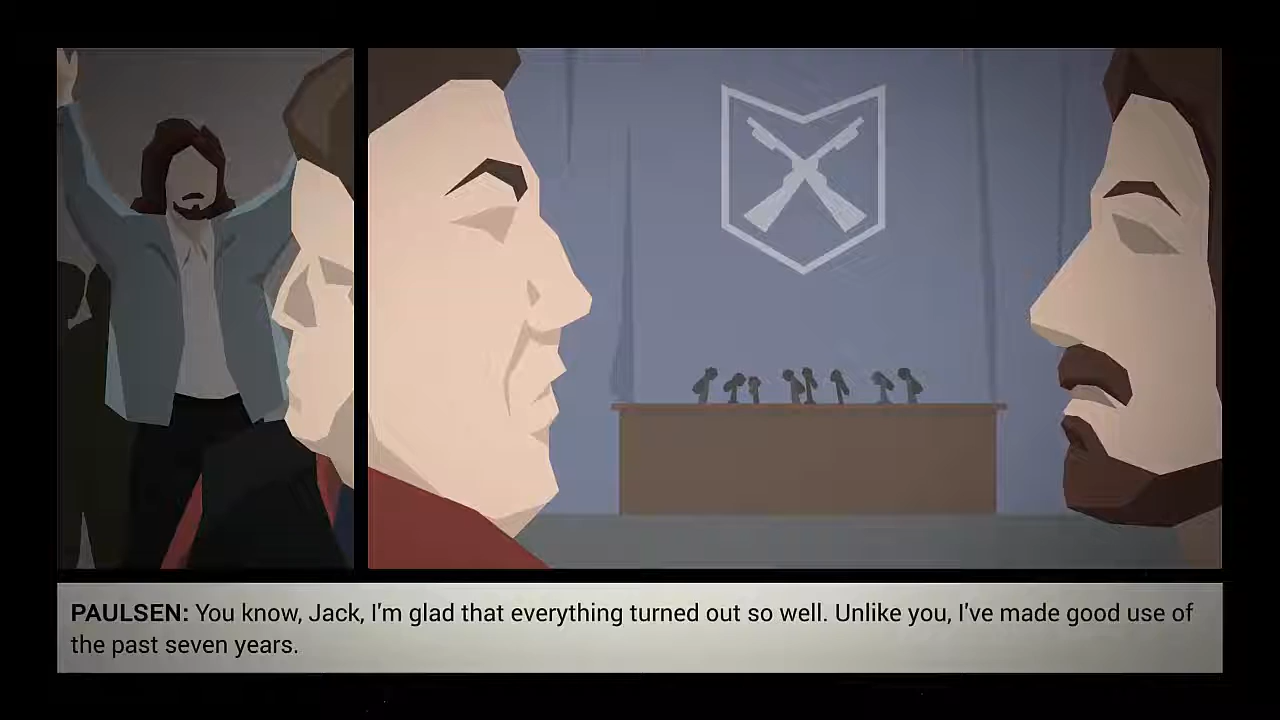 PAULSEN: You know, Jack, I'm glad that everything turned out so well. Unlike you, I've made good use of
the past seven years.